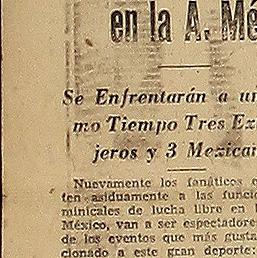 en la A. Mé
Se Enfrentarán a un
mo Tiempo Tres Ex
jeros y 3 Mexican
Nuevamente los fanáticos
ten asiduamente a las funcio
minicales de lucha libre en l
México, van a ser espectadore
de los eventos que más gusta
cionado a este gran deporte: